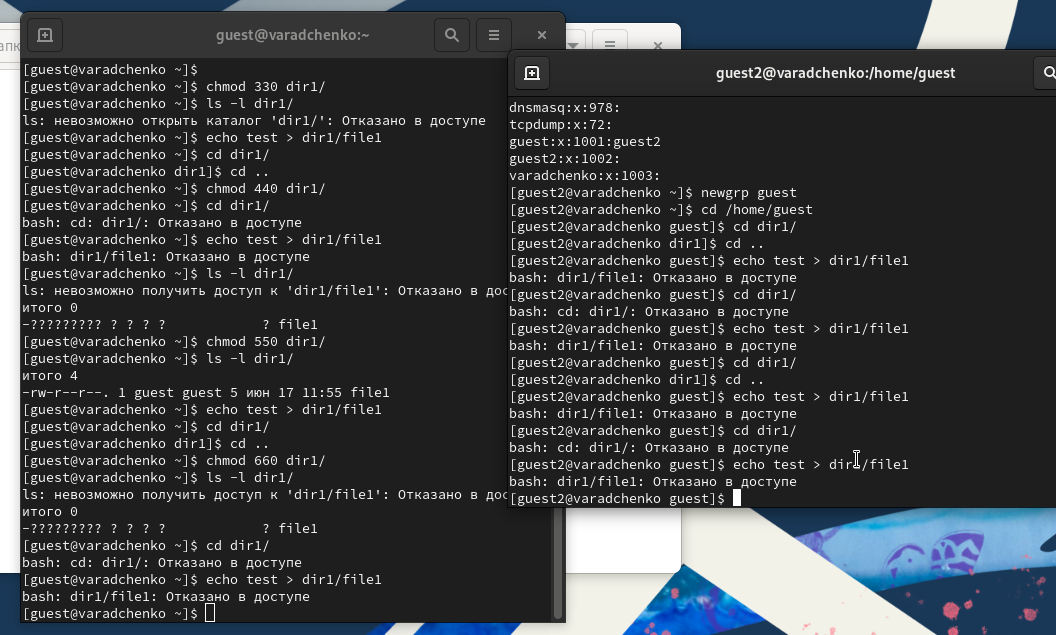 апк
guest@varadchenko:~
[guest@varadchenko ~]$
[guest@varadchenko ~]$ chmod 330 dir1/
[guest@varadchenko ~]$ ls -l dir1/
ls: невозможно открыть каталог 'dir1/': Отказано в доступе
[guest@varadchenko ~]$ echo test > dir1/file1
[guest@varadchenko ~]$ cd dir1/
[guest@varadchenko dir1]$ cd ..
[guest@varadchenko ~]$ chmod 440 dir1/
[guest@varadchenko ~]$ cd dir1/
bash: cd: dir1/: Отказано в доступе
[guest@varadchenko ~]$ echo test > dir1/file1
bash: dir1/file1: Отказано в доступе
[guest@varadchenko ~]$ ls -l dir1/
ls: невозможно получить доступ к 'dir1/file1': Отказано в дос
итого 0
-????????? ? ? ? ?            ? file1
[guest@varadchenko ~]$ chmod 550 dir1/
[guest@varadchenko ~]$ ls -l dir1/
итого 4
-rw-r--r--. 1 guest guest 5 июн 17 11:55 file1
[guest@varadchenko ~]$ echo test > dir1/file1
[guest@varadchenko ~]$ cd dir1/
[guest@varadchenko dir1]$ cd ..
[guest@varadchenko ~]$ chmod 660 dir1/
[guest@varadchenko ~]$ ls -l dir1/
ls: невозможно получить доступ к 'dir1/file1': Отказано в дос
итого 0
-????????? ? ? ? ?            ? file1
[guest@varadchenko ~]$ cd dir1/
bash: cd: dir1/: Отказано в доступе
[guest@varadchenko ~]$ echo test > dir1/file1
bash: dir1/file1: Отказано в доступе
[guest@varadchenko ~]$
guest2@varadchenko:/home/guest
dnsmasq:x:978:
tcpdump:x:72:
guest:x:1001:guest2
guest2:x:1002:
varadchenko:x:1003:
[guest2@varadchenko ~]$ newgrp guest
[guest2@varadchenko ~]$ cd /home/guest
[guest2@varadchenko guest]$ cd dir1/
[guest2@varadchenko dir1]$ cd ..
[guest2@varadchenko guest]$ echo test > dir1/file1
bash: dir1/file1: Отказано в доступе
[guest2@varadchenko guest]$ cd dir1/
bash: cd: dir1/: Отказано в доступе
[guest2@varadchenko guest]$ echo test > dir1/file1
bash: dir1/file1: Отказано в доступе
[guest2@varadchenko guest]$ cd dir1/
[guest2@varadchenko dir1]$ cd ..
[guest2@varadchenko guest]$ echo test > dir1/file1
bash: dir1/file1: Отказано в доступе
[guest2@varadchenko guest]$ cd dir1/
bash: cd: dir1/: Отказано в доступе
[guest2@varadchenko guest]$ echo test > dir1/file1
bash: dir1/file1: Отказано в доступе
[guest2@varadchenko guest]$